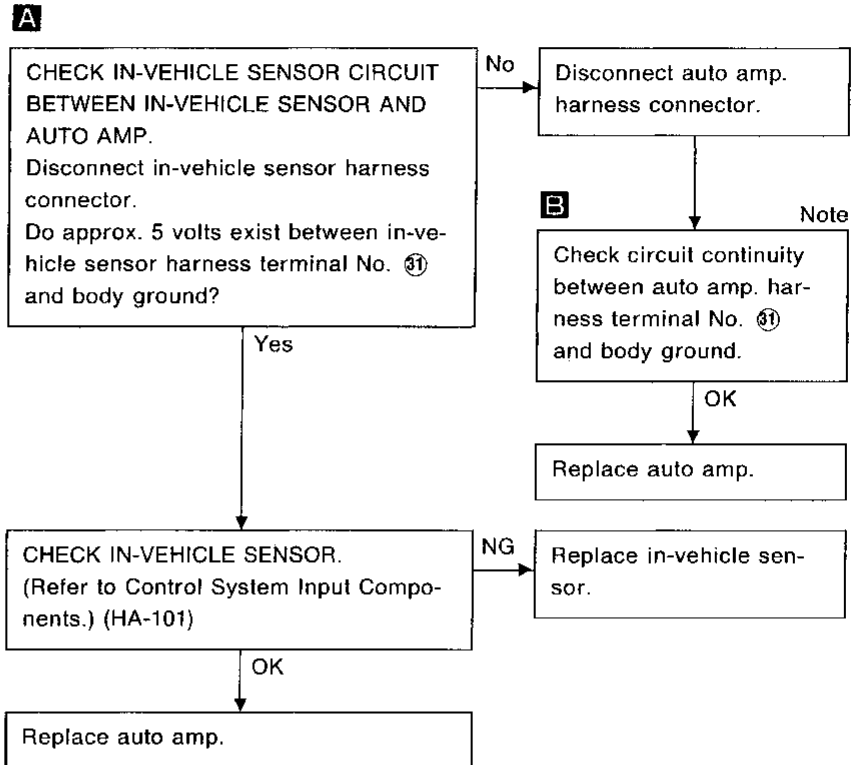 A
CHECK IN-VEHICLE SENSOR CIRCUIT
BETWEEN IN-VEHICLE SENSOR AND
AUTO AMP.
Disconnect in-vehicle sensor harness
connector.
Do approx. 5 volts exist between in-ve-
hicle sensor harness terminal No. ㉛
and body ground?
No
Disconnect auto amp.
harness connector.
B
Note
Check circuit continuity
between auto amp. har-
ness terminal No. ㉛
and body ground.
OK
Replace auto amp.
Yes
CHECK IN-VEHICLE SENSOR.
(Refer to Control System Input Compo-
nents.) (HA-101)
NG
Replace in-vehicle sen-
sor.
OK
Replace auto amp.